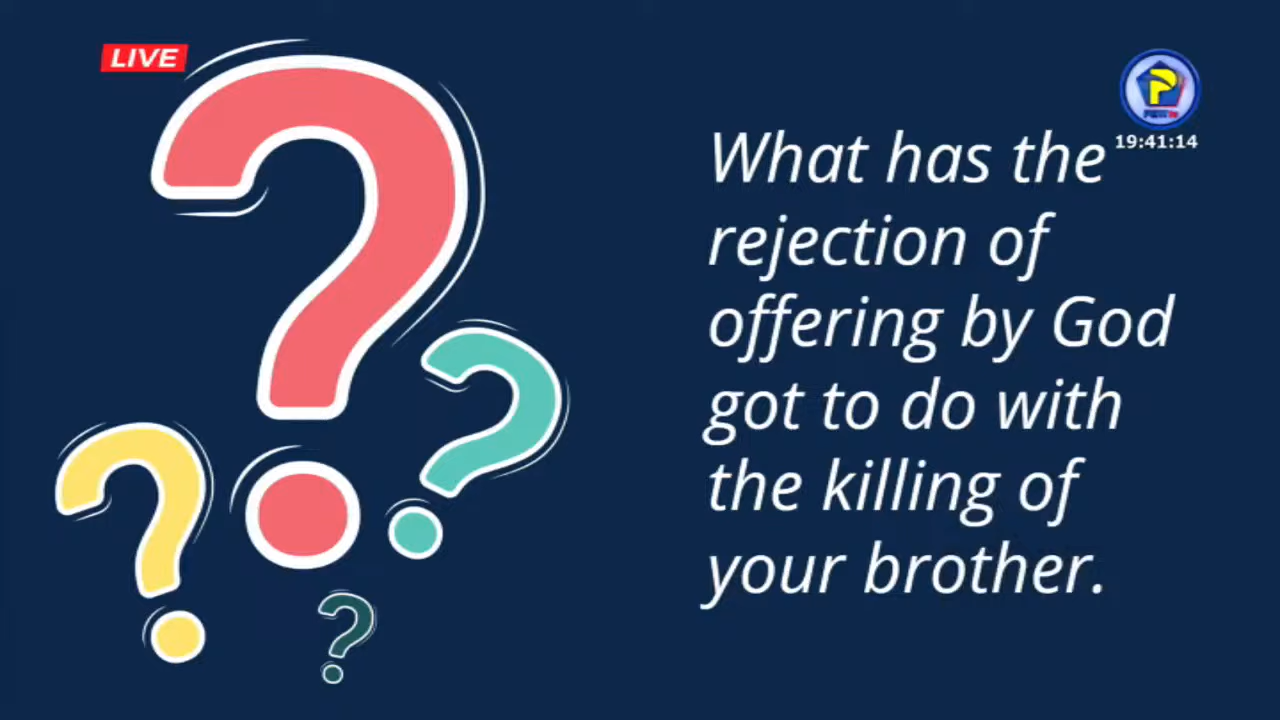 LIVE
19:41:14
What has the
rejection of
offering by God
got to do with
the killing of
your brother.